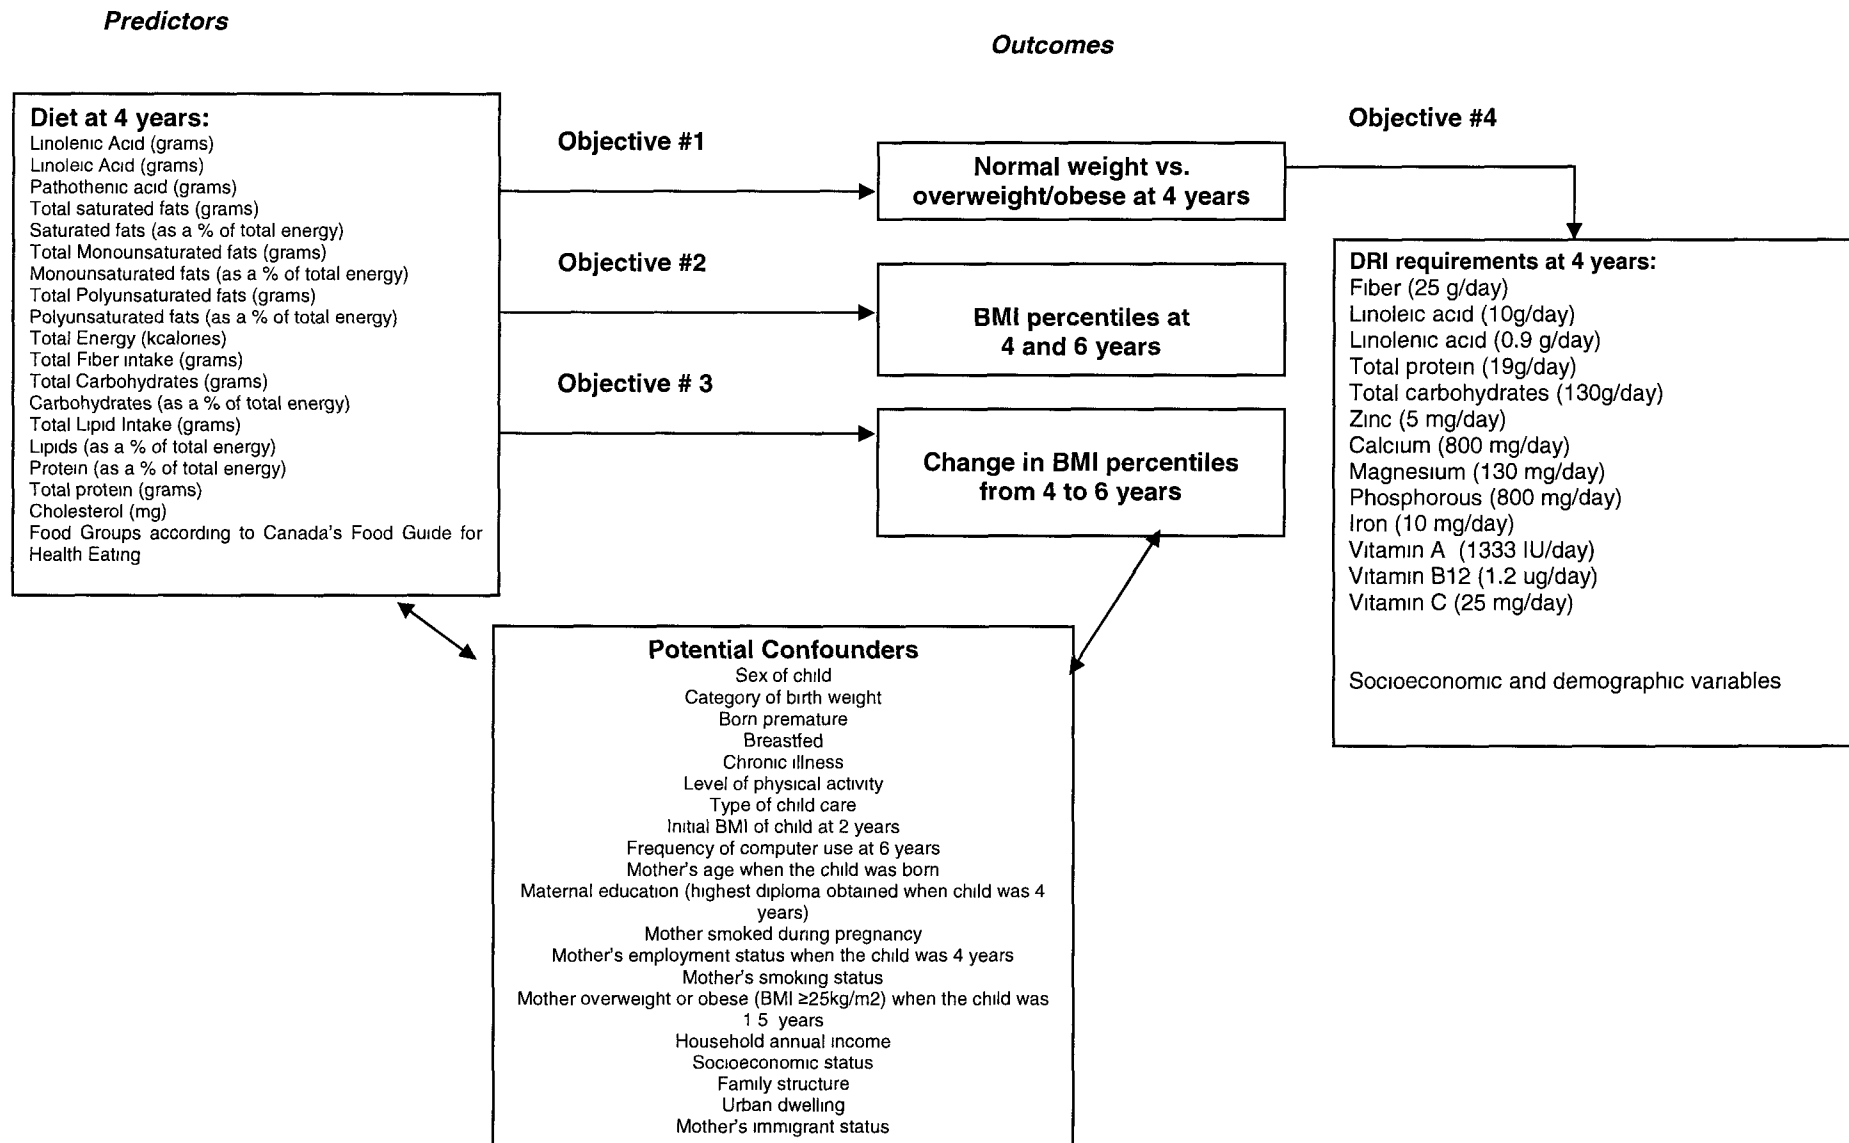 Predictors
Outcomes
Diet at 4 years:
Linolenic Acid (grams)
Linoleic Acid (grams)
Pathothenic acid (grams)
Total saturated fats (grams)
Saturated fats (as a % of total energy)
Total Monounsaturated fats (grams)
Monounsaturated fats (as a % of total energy)
Total Polyunsaturated fats (grams)
Polyunsaturated fats (as a % of total energy)
Total Energy (kcalories)
Total Fiber intake (grams)
Total Carbohydrates (grams)
Carbohydrates (as a % of total energy)
Total Lipid Intake (grams)
Lipids (as a % of total energy)
Protein (as a % of total energy)
Total protein (grams)
Cholesterol (mg)
Food Groups according to Canada's Food Guide for
Health Eating
Objective #1
Objective #2
Objective # 3
Normal weight vs.
overweight/obese at 4 years
BMI percentiles at
4 and 6 years
Change in BMI percentiles
from 4 to 6 years
Objective #4
DRI requirements at 4 years:
Fiber (25 g/day)
Linoleic acid (10g/day)
Linolenic acid (0.9 g/day)
Total protein (19g/day)
Total carbohydrates (130g/day)
Zinc (5 mg/day)
Calcium (800 mg/day)
Magnesium (130 mg/day)
Phosphorous (800 mg/day)
Iron (10 mg/day)
Vitamin A (1333 IU/day)
Vitamin B12 (1.2 ug/day)
Vitamin C (25 mg/day)
Socioeconomic and demographic variables
Potential Confounders
Sex of child
Category of birth weight
Born premature
Breastfed
Chronic illness
Level of physical activity
Type of child care
Initial BMI of child at 2 years
Frequency of computer use at 6 years
Mother's age when the child was born
Maternal education (highest diploma obtained when child was 4
years)
Mother smoked during pregnancy
Mother's employment status when the child was 4 years
Mother's smoking status
Mother overweight or obese (BMI ≥25kg/m2) when the child was
1 5 years
Household annual income
Socioeconomic status
Family structure
Urban dwelling
Mother's immigrant status